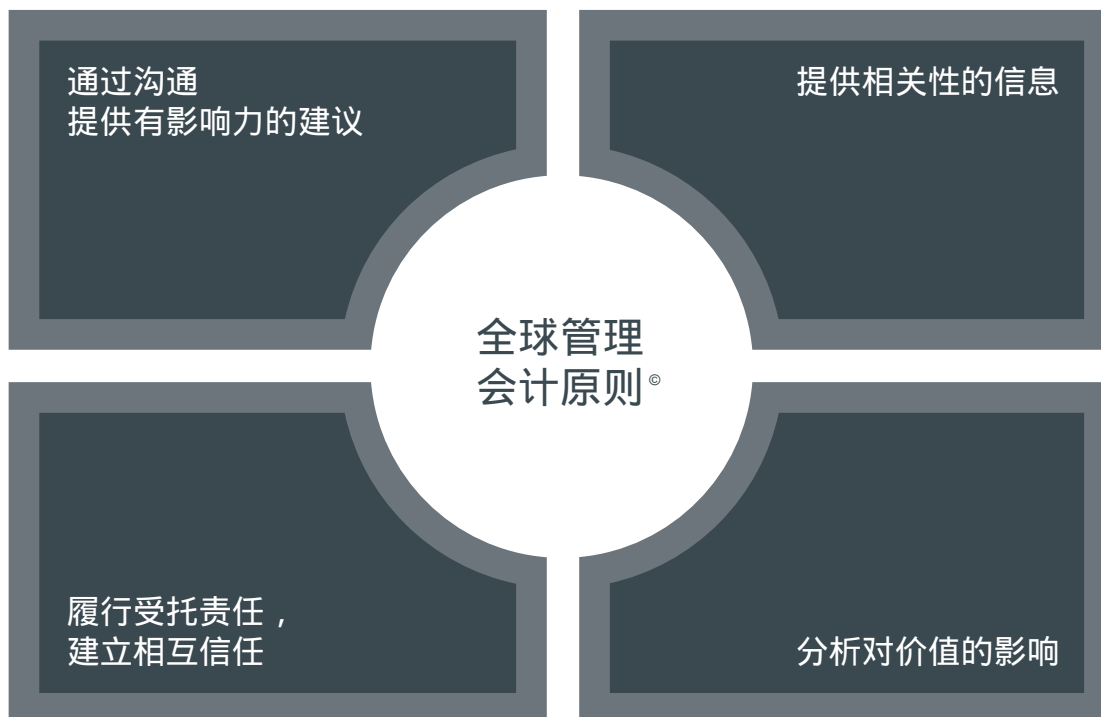 通过沟通
提供有影响力的建议
提供相关性的信息
全球管理
会计原则©
履行受托责任，
建立相互信任
分析对价值的影响